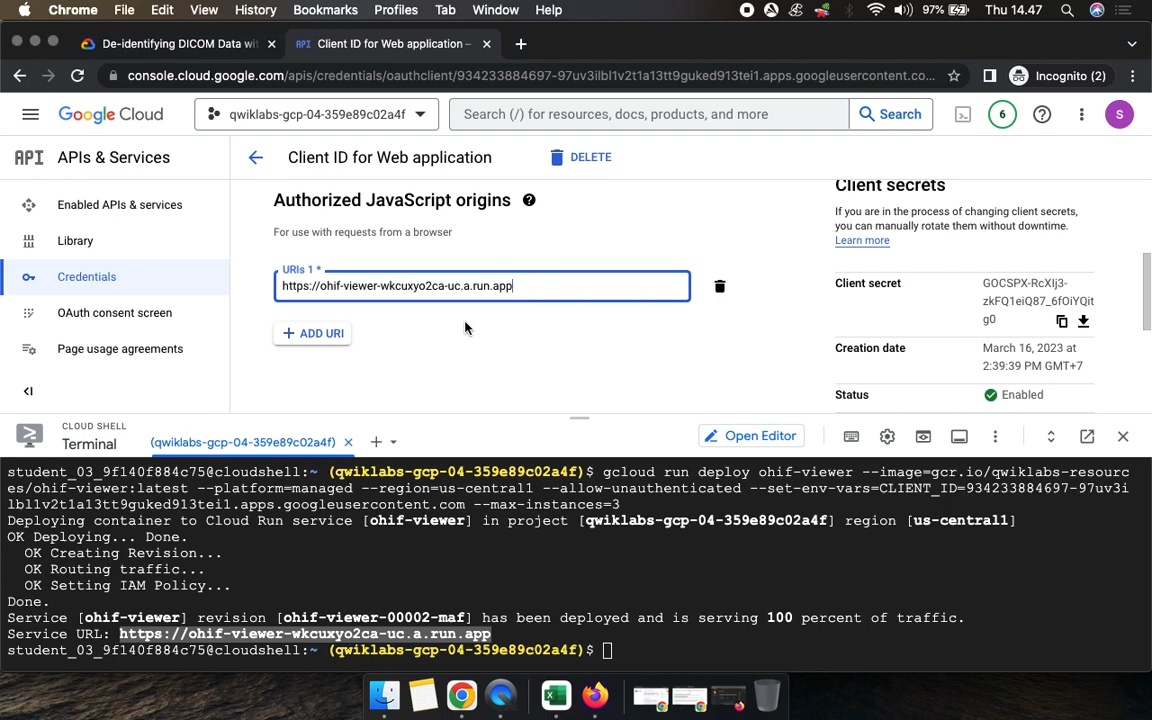 Chrome File Edit View History Bookmarks Profiles Tab Window Help 97% Thu 14.47
De-identifying DICOM Data wit
API Client ID for Web application –
console.cloud.google.com/apis/credentials/oauthclient/934233884697-97uv3ilbl1v2t1a13tt9guked913tei1.apps.googleusercontent.co...
Incognito (2)
Google Cloud
qwiklabs-gcp-04-359e89c02a4f
Search (/) for resources, docs, products, and more
Search
6
S
API APIs & Services
Client ID for Web application
DELETE
Enabled APIs & services
Library
Credentials
OAuth consent screen
Page usage agreements
Authorized JavaScript origins
For use with requests from a browser
URIs 1 *
https://ohif-viewer-wkcuxyo2ca-uc.a.run.app
ADD URI
Client secrets
If you are in the process of changing client secrets,
you can manually rotate them without downtime.
Learn more
Client secret
GOCSPX-RcXIj3-
zkFQ1eiQ87_6fOiYQit
g0
Creation date
March 16, 2023 at
2:39:39 PM GMT+7
Status
Enabled
CLOUD SHELL
Terminal
(qwiklabs-gcp-04-359e89c02a4f)
Open Editor
student_03_9f140f884c75@cloudshell:~ (qwiklabs-gcp-04-359e89c02a4f)$ gcloud run deploy ohif-viewer --image=gcr.io/qwiklabs-resourc
es/ohif-viewer:latest --platform=managed --region=us-central1 --allow-unauthenticated --set-env-vars=CLIENT_ID=934233884697-97uv3i
lbl1v2t1a13tt9guked913tei1.apps.googleusercontent.com --max-instances=3
Deploying container to Cloud Run service [ohif-viewer] in project [qwiklabs-gcp-04-359e89c02a4f] region [us-central1]
OK Deploying... Done.
OK Creating Revision...
OK Routing traffic...
OK Setting IAM Policy...
Done.
Service [ohif-viewer] revision [ohif-viewer-00002-maf] has been deployed and is serving 100 percent of traffic.
Service URL: https://ohif-viewer-wkcuxyo2ca-uc.a.run.app
student_03_9f140f884c75@cloudshell:~ (qwiklabs-gcp-04-359e89c02a4f)$